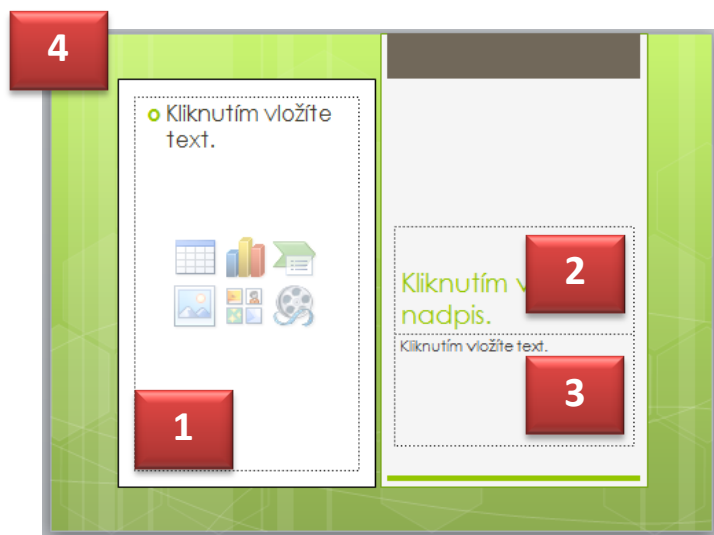 4
Kliknutím vložíte
text.
1
Kliknutím v
nadpis.
2
Kliknutím vložíte text.
3